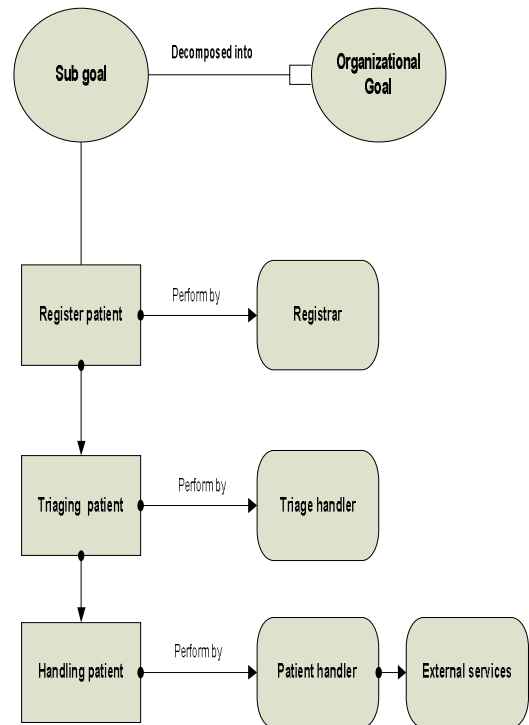 Sub goal
Decomposed into
Organizational
Goal
Register patient
Perform by
Registrar
Triaging patient
Perform by
Triage handler
Handling patient
Perform by
Patient handler
External services